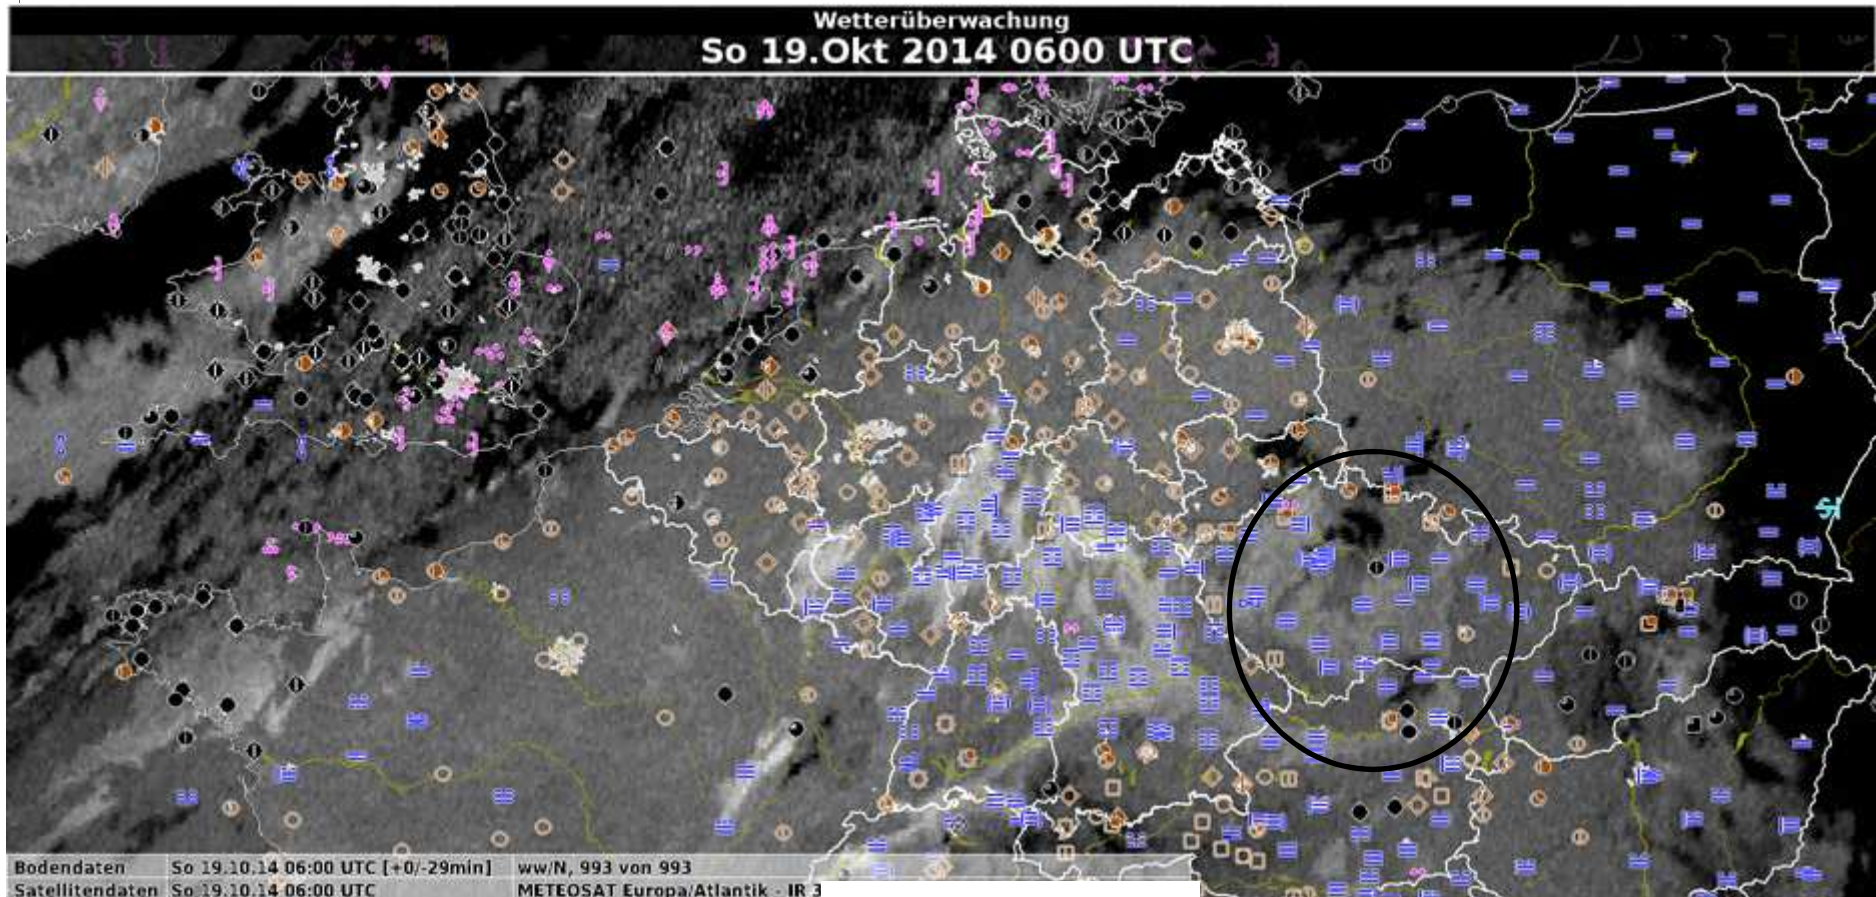 Wetterüberwachung
So 19.Okt 2014 0600 UTC
Bodendaten So 19.10.14 06:00 UTC [+0/-29min] ww/N, 993 von 993
Satellitendaten So 19.10.14 06:00 UTC METEOSAT Europa/Atlantik - IR 3